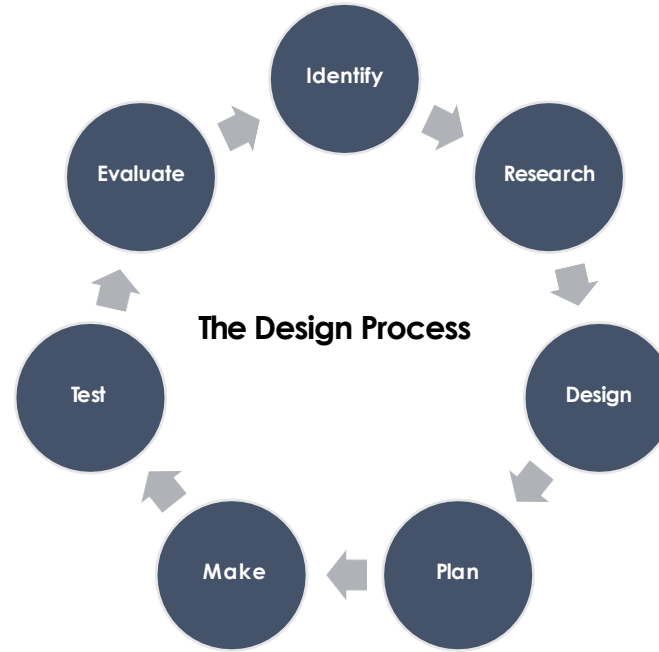 Identify
Research
Design
Plan
Make
Test
Evaluate
The Design Process